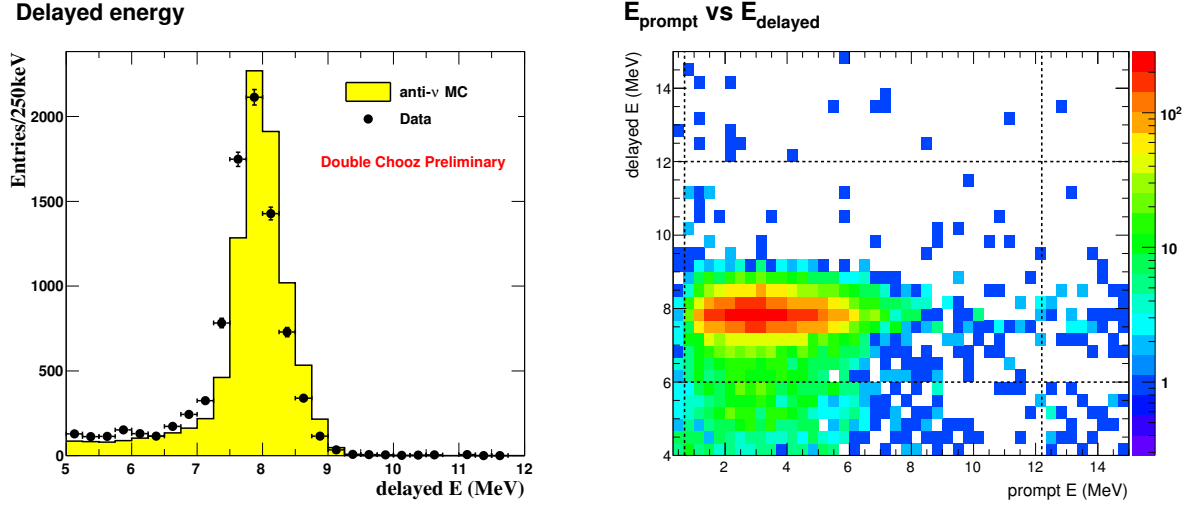 Delayed energy
Entries/250keV
2000
1500
1000
500
0
5 6 7 8 9 10 11 12
delayed E (MeV)
anti-ν MC
Data
Double Chooz Preliminary
E_prompt vs E_delayed
delayed E (MeV)
14
12
10
8
6
4
2 4 6 8 10 12 14
prompt E (MeV)
10²
10
1